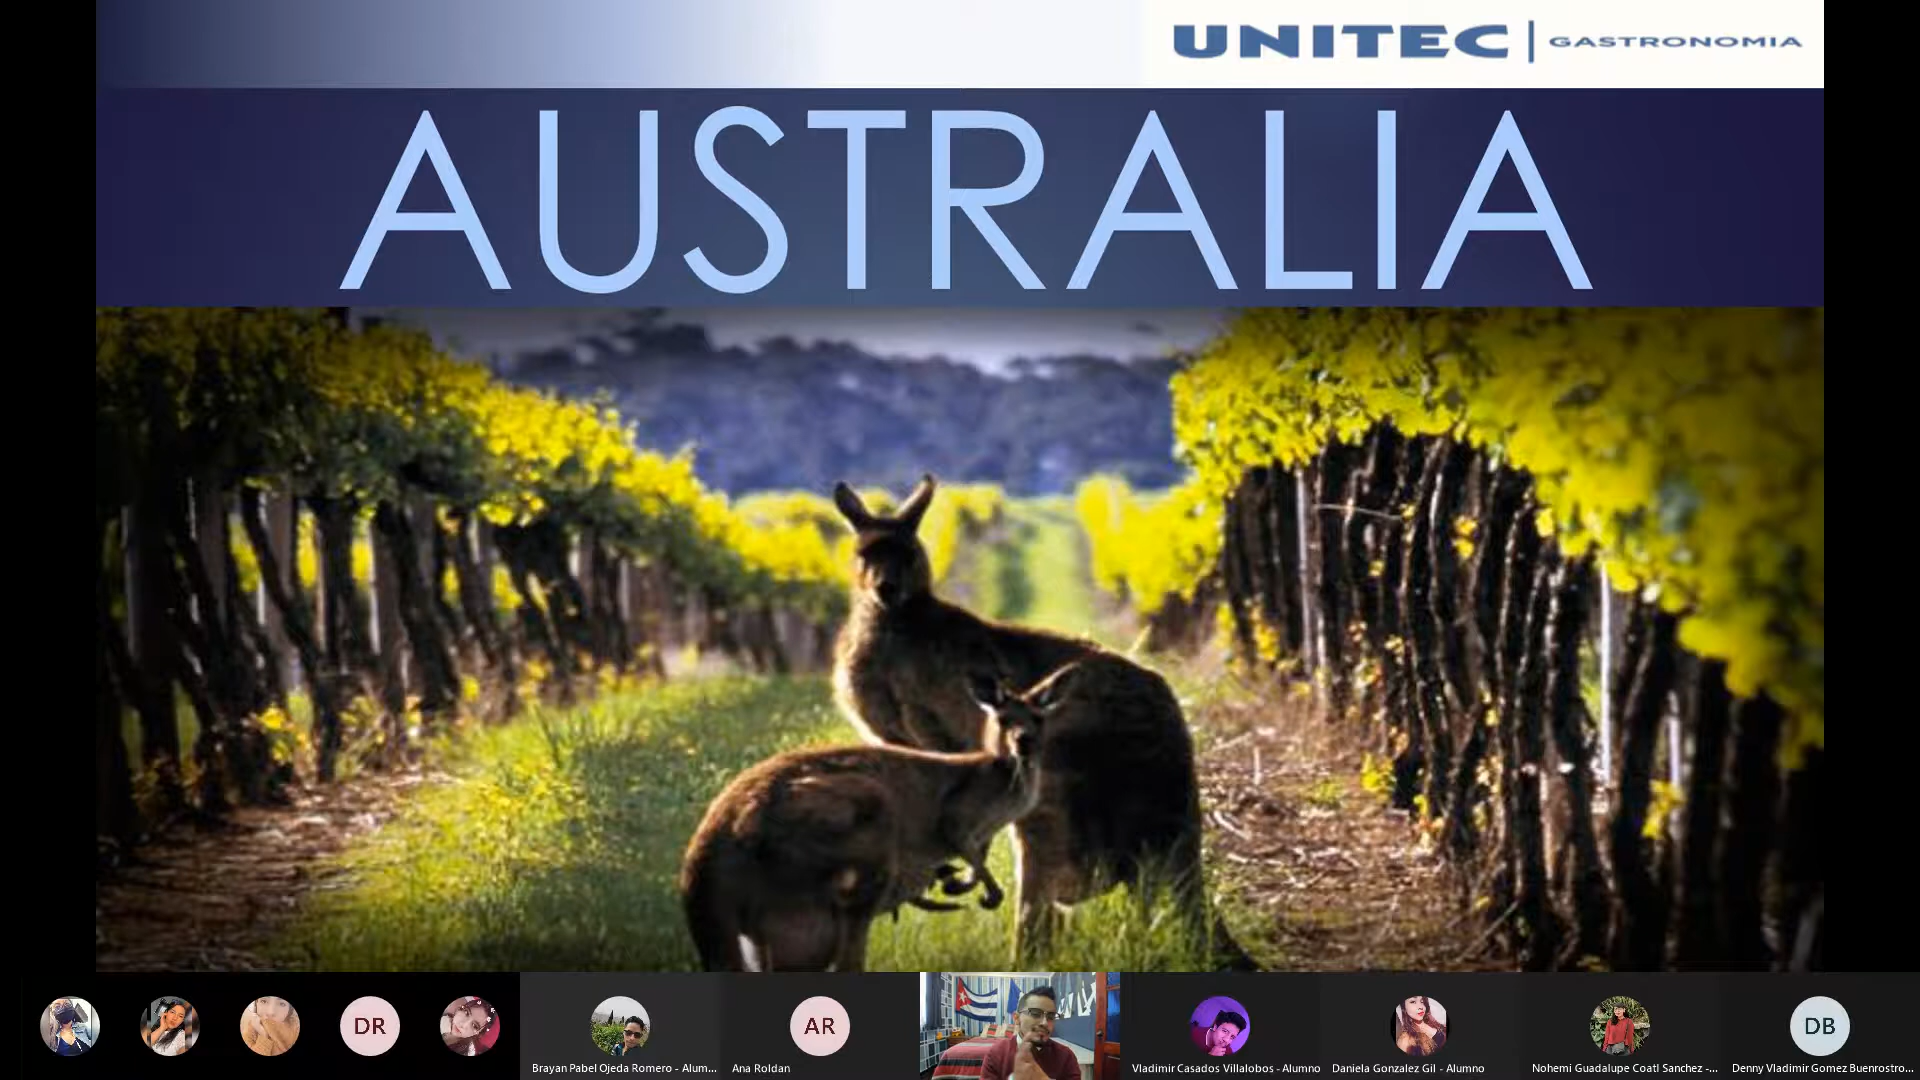 UNITEC | GASTRONOMIA
AUSTRALIA
DR
AR
DB
Brayan Pabel Ojeda Romero - Alum...
Ana Roldan
Vladimir Casados Villalobos - Alumno
Daniela Gonzalez Gil - Alumno
Nohemi Guadalupe Coatl Sanchez -...
Denny Vladimir Gomez Buenrostro...